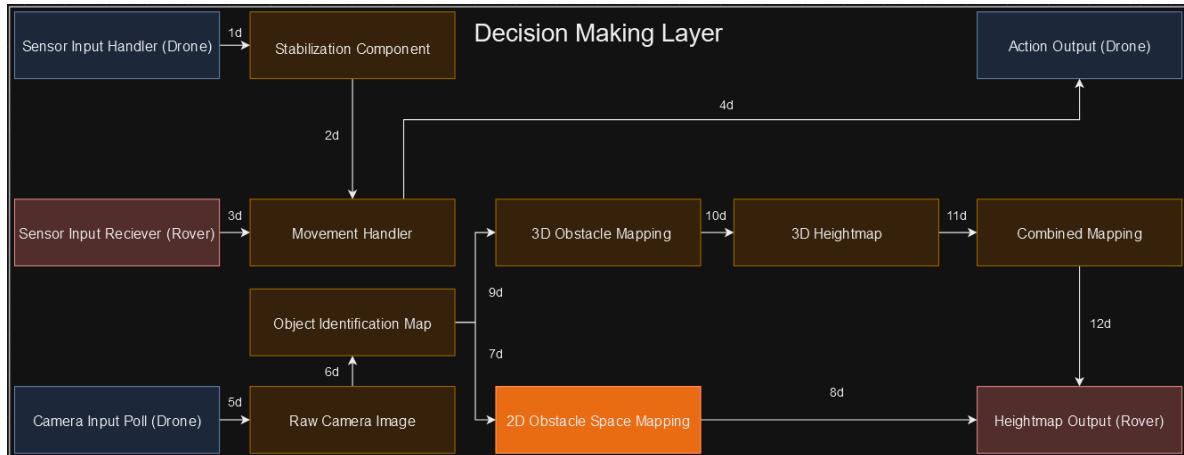 Decision Making Layer
Sensor Input Handler (Drone)
1d
Stabilization Component
Action Output (Drone)
2d
4d
Sensor Input Reciever (Rover)
3d
Movement Handler
3D Obstacle Mapping
10d
3D Heightmap
11d
Combined Mapping
9d
Object Identification Map
12d
7d
6d
Camera Input Poll (Drone)
5d
Raw Camera Image
2D Obstacle Space Mapping
8d
Heightmap Output (Rover)